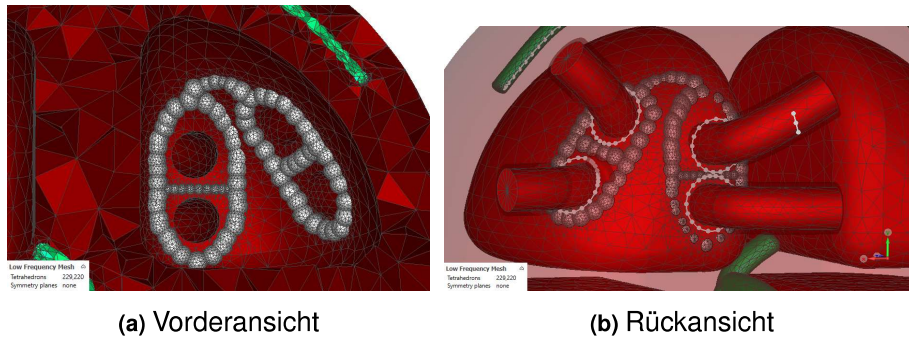 Low Frequency Mesh
Tetrahedrons 229,220
Symmetry planes none
Low Frequency Mesh
Tetrahedrons 229,220
Symmetry planes none
(a) Vorderansicht
(b) Rückansicht